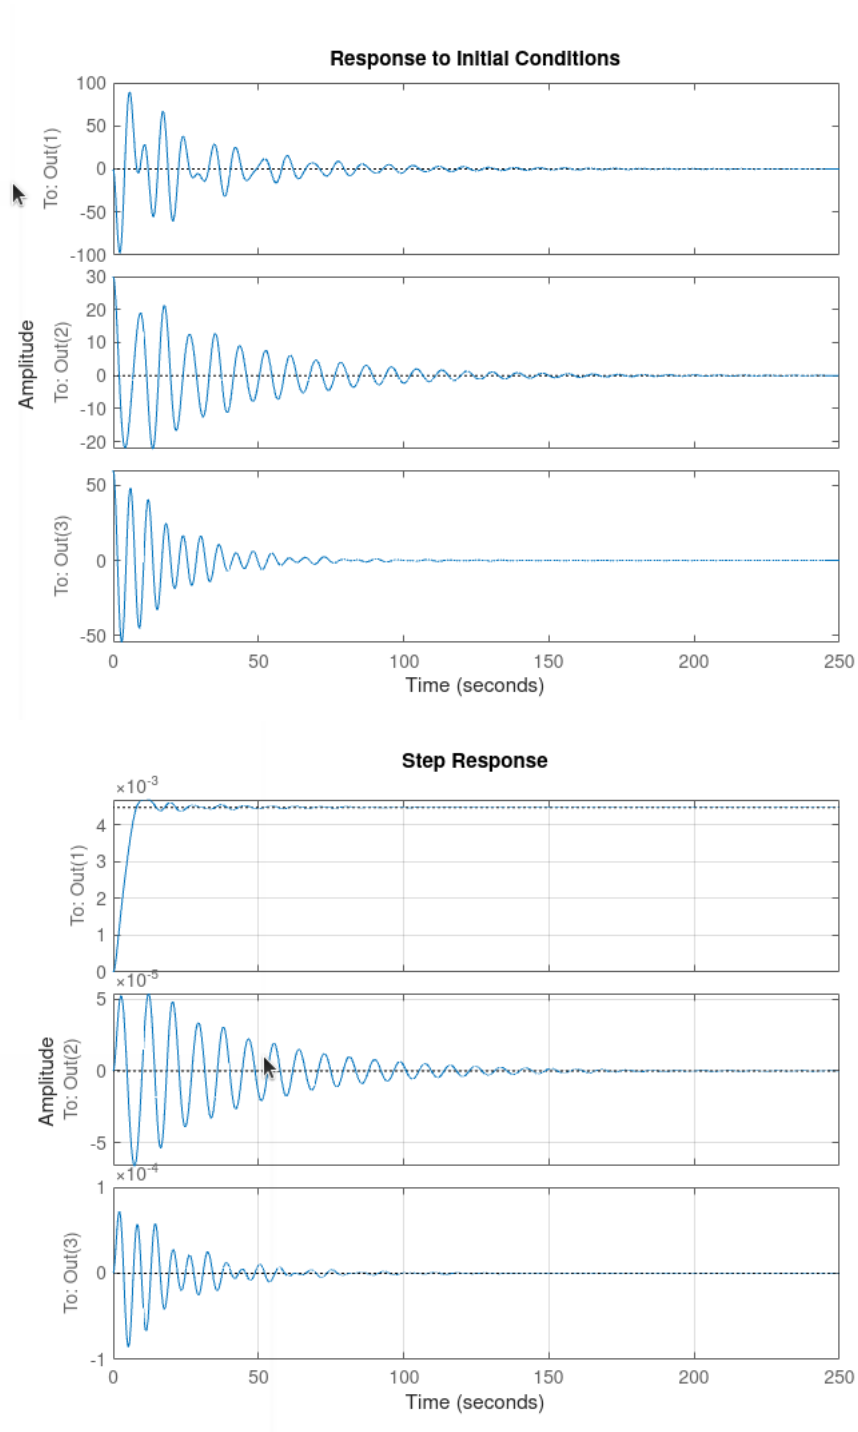 Response to Initial Conditions
100
50
0
-50
-100
To: Out(1)
30
20
10
0
-10
-20
To: Out(2)
Amplitude
50
0
-50
To: Out(3)
0 50 100 150 200 250
Time (seconds)
Step Response
×10⁻³
4
3
2
1
0
To: Out(1)
×10⁻⁵
5
0
-5
To: Out(2)
Amplitude
×10⁻⁴
1
0
-1
To: Out(3)
0 50 100 150 200 250
Time (seconds)